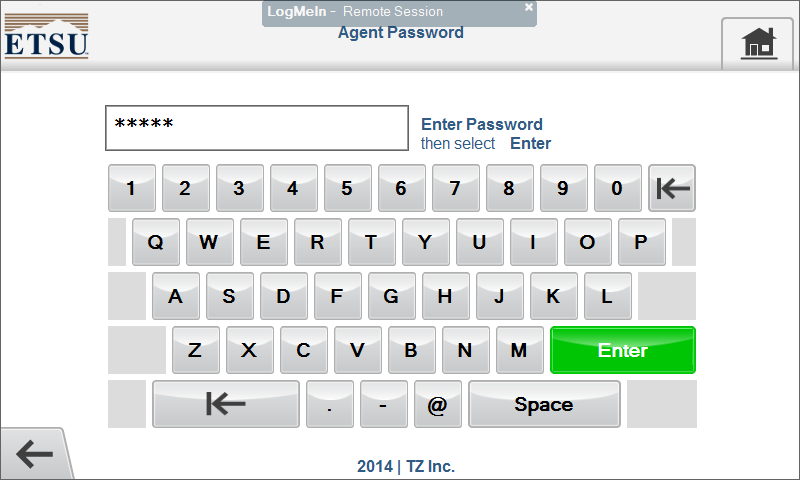 LogMeIn - Remote Session
ETSU
Agent Password
*****
Enter Password
then select Enter
1 2 3 4 5 6 7 8 9 0
Q W E R T Y U I O P
A S D F G H J K L
Z X C V B N M Enter
. - @ Space
2014 | TZ Inc.